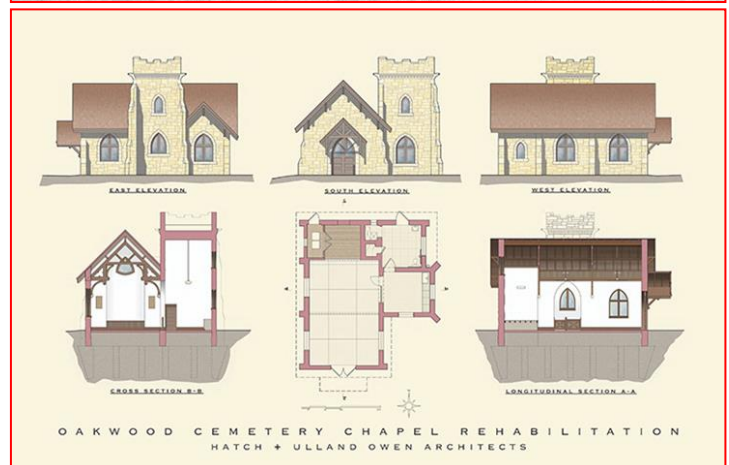 EAST ELEVATION
SOUTH ELEVATION
WEST ELEVATION
CROSS SECTION B-B
LONGITUDINAL SECTION A-A
OAKWOOD CEMETERY CHAPEL REHABILITATION
HATCH + ULLAND OWEN ARCHITECTS